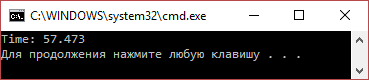 C:\WINDOWS\system32\cmd.exe
Time: 57.473
Для продолжения нажмите любую клавишу . . .